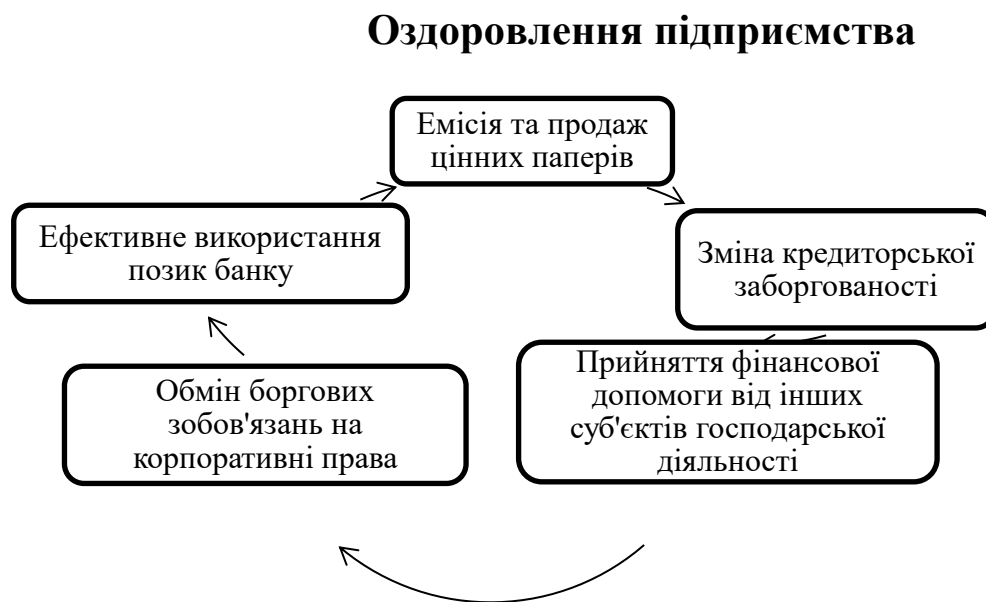 Оздоровлення підприємства
Емісія та продаж
цінних паперів
Зміна кредиторської
заборгованості
Прийняття фінансової
допомоги від інших
суб'єктів господарської
діяльності
Обмін боргових
зобов'язань на
корпоративні права
Ефективне використання
позик банку